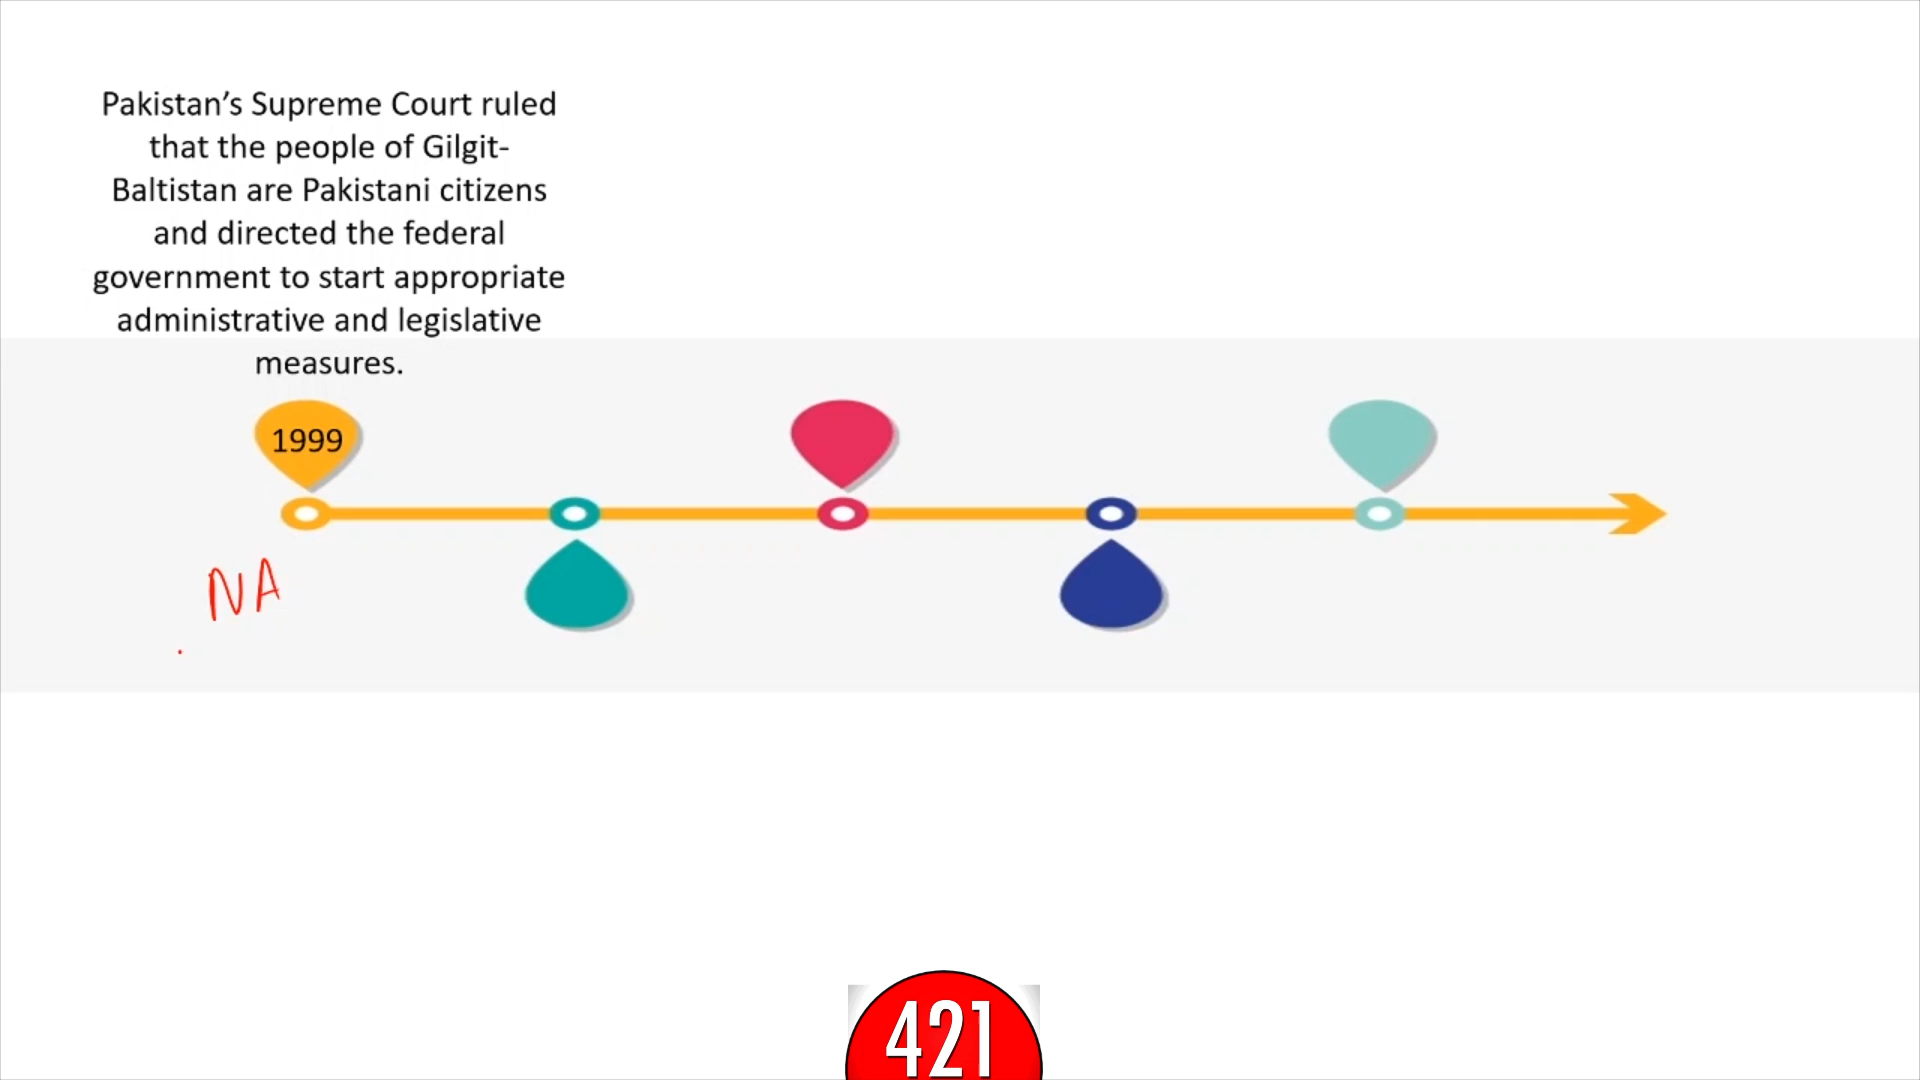 Pakistan’s Supreme Court ruled
that the people of Gilgit-
Baltistan are Pakistani citizens
and directed the federal
government to start appropriate
administrative and legislative
measures.
1999
NA
421